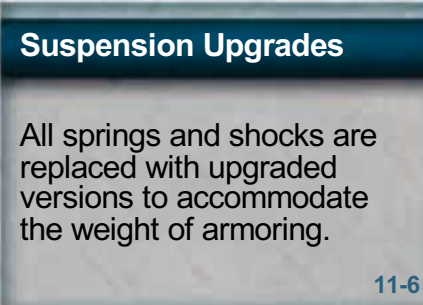 Suspension Upgrades
All springs and shocks are
replaced with upgraded
versions to accommodate
the weight of armoring.
11-6